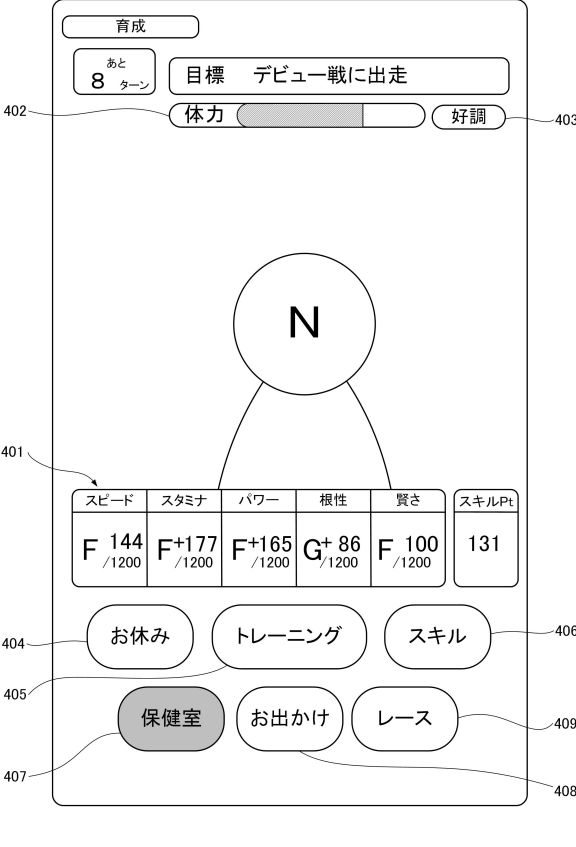 育成
あと
8 ターン
目標 デビュー戦に出走
402
体力
好調
403
N
401
スピード スタミナ パワー 根性 賢さ スキルPt
F 144 F+177 F+165 G+ 86 F 100 131
/1200 /1200 /1200 /1200 /1200
404
お休み トレーニング スキル
406
405
保健室 お出かけ レース
409
407
408